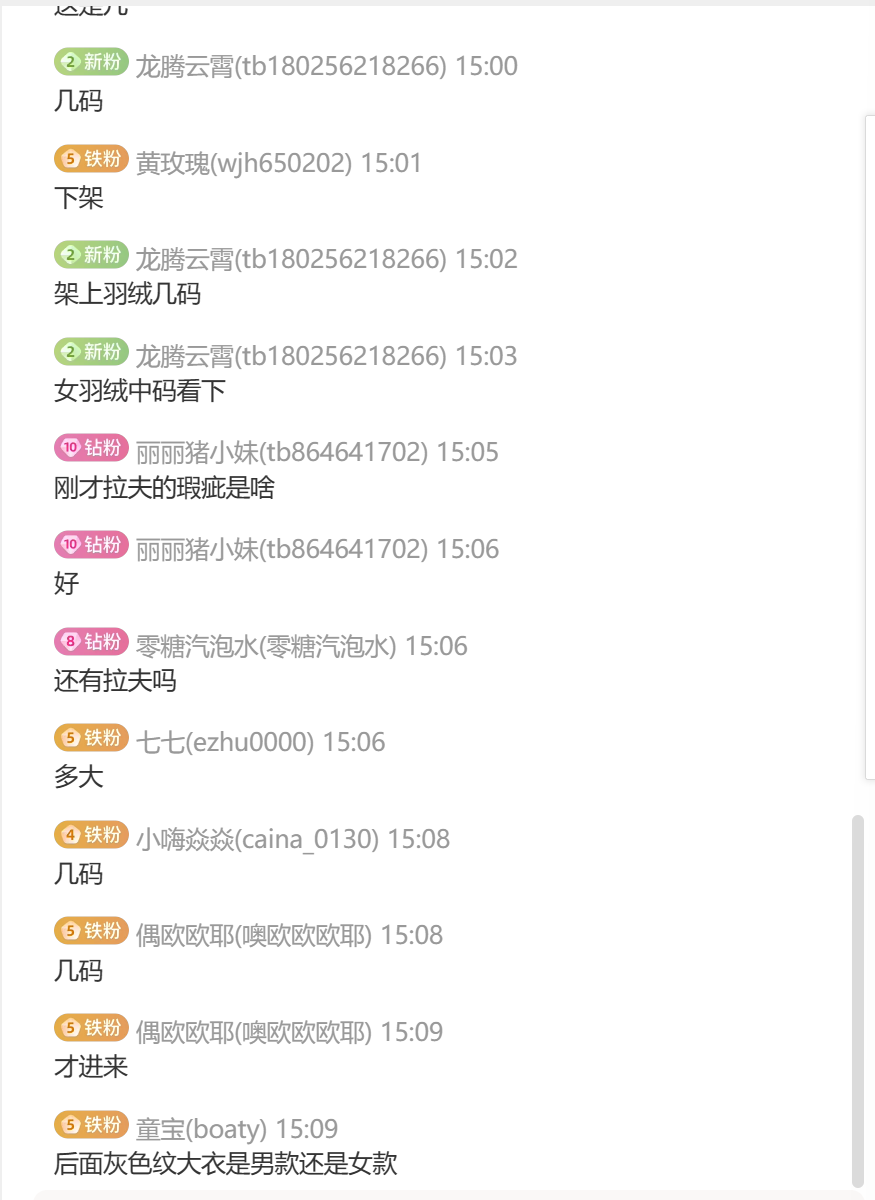 这是几
2 新粉 龙腾云霄(tb180256218266) 15:00
几码
5 铁粉 黄玫瑰(wjh650202) 15:01
下架
2 新粉 龙腾云霄(tb180256218266) 15:02
架上羽绒几码
2 新粉 龙腾云霄(tb180256218266) 15:03
女羽绒中码看下
10 钻粉 丽丽猪小妹(tb864641702) 15:05
刚才拉夫的瑕疵是啥
10 钻粉 丽丽猪小妹(tb864641702) 15:06
好
8 钻粉 零糖汽泡水(零糖汽泡水) 15:06
还有拉夫吗
5 铁粉 七七(ezhu0000) 15:06
多大
4 铁粉 小嗨焱焱(caina_0130) 15:08
几码
5 铁粉 偶欧欧耶(噢欧欧欧耶) 15:08
几码
5 铁粉 偶欧欧耶(噢欧欧欧耶) 15:09
才进来
5 铁粉 童宝(boaty) 15:09
后面灰色纹大衣是男款还是女款